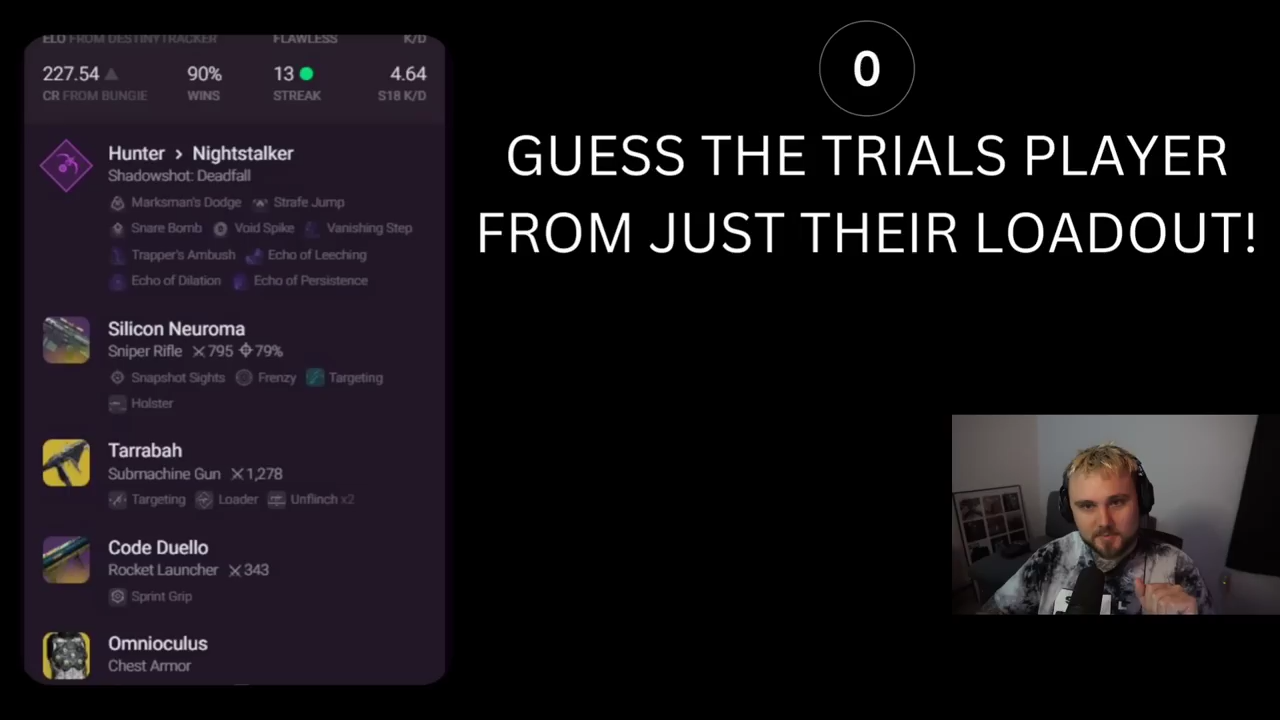 ELO FROM DESTINYTRACKER FLAWLESS K/D
227.54 90% 13 4.64
CR FROM BUNGIE WINS STREAK S18 K/D
Hunter > Nightstalker
Shadowshot: Deadfall
Marksman's Dodge Strafe Jump
Snare Bomb Void Spike Vanishing Step
Trapper's Ambush Echo of Leeching
Echo of Dilation Echo of Persistence
Silicon Neuroma
Sniper Rifle 795 79%
Snapshot Sights Frenzy Targeting
Holster
Tarrabah
Submachine Gun 1,278
Targeting Loader Unflinch x2
Code Duello
Rocket Launcher 343
Sprint Grip
Omnioculus
Chest Armor
0
GUESS THE TRIALS PLAYER
FROM JUST THEIR LOADOUT!